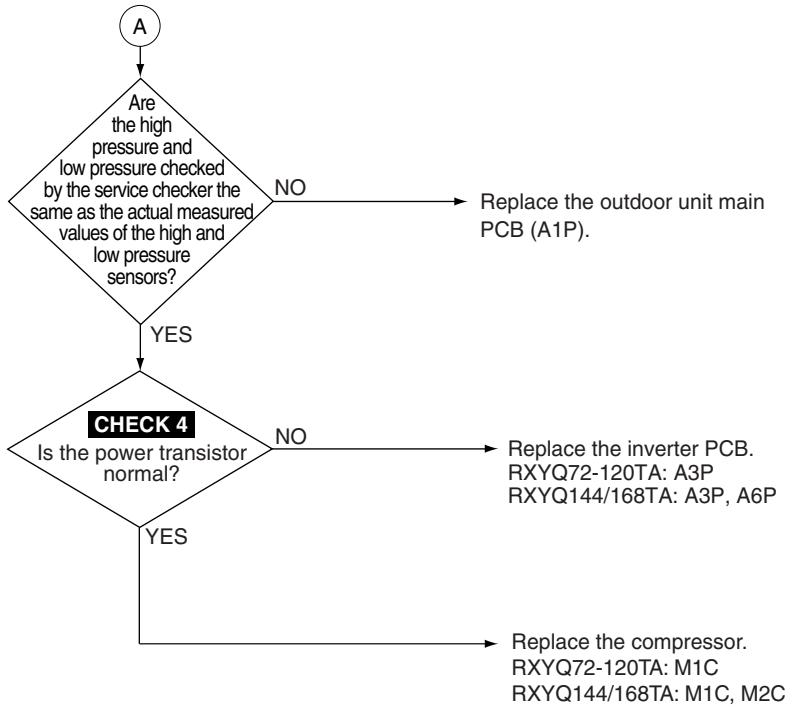 A
Are
the high
pressure and
low pressure checked
by the service checker the
same as the actual measured
values of the high and
low pressure
sensors?
NO
Replace the outdoor unit main
PCB (A1P).
YES
CHECK 4
Is the power transistor
normal?
NO
Replace the inverter PCB.
RXYQ72-120TA: A3P
RXYQ144/168TA: A3P, A6P
YES
Replace the compressor.
RXYQ72-120TA: M1C
RXYQ144/168TA: M1C, M2C